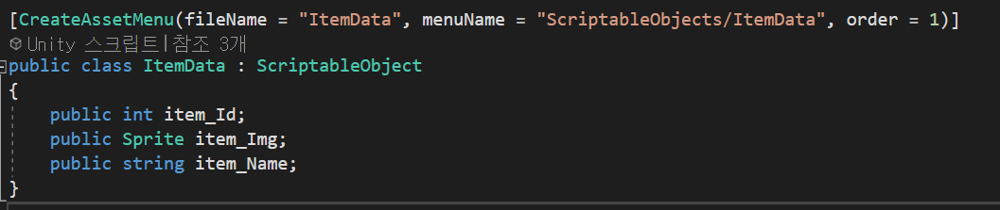 [CreateAssetMenu(fileName = "ItemData", menuName = "ScriptableObjects/ItemData", order = 1)]
Unity 스크립트|참조 3개
public class ItemData : ScriptableObject
{
public int item_Id;
public Sprite item_Img;
public string item_Name;
}